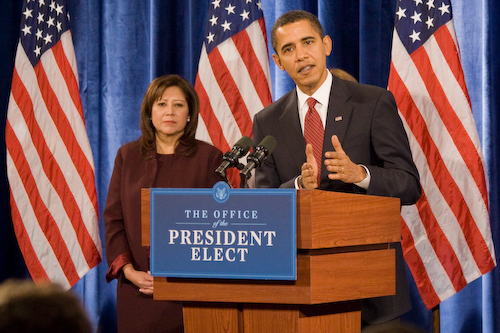 THE OFFICE
of the
PRESIDENT
ELECT